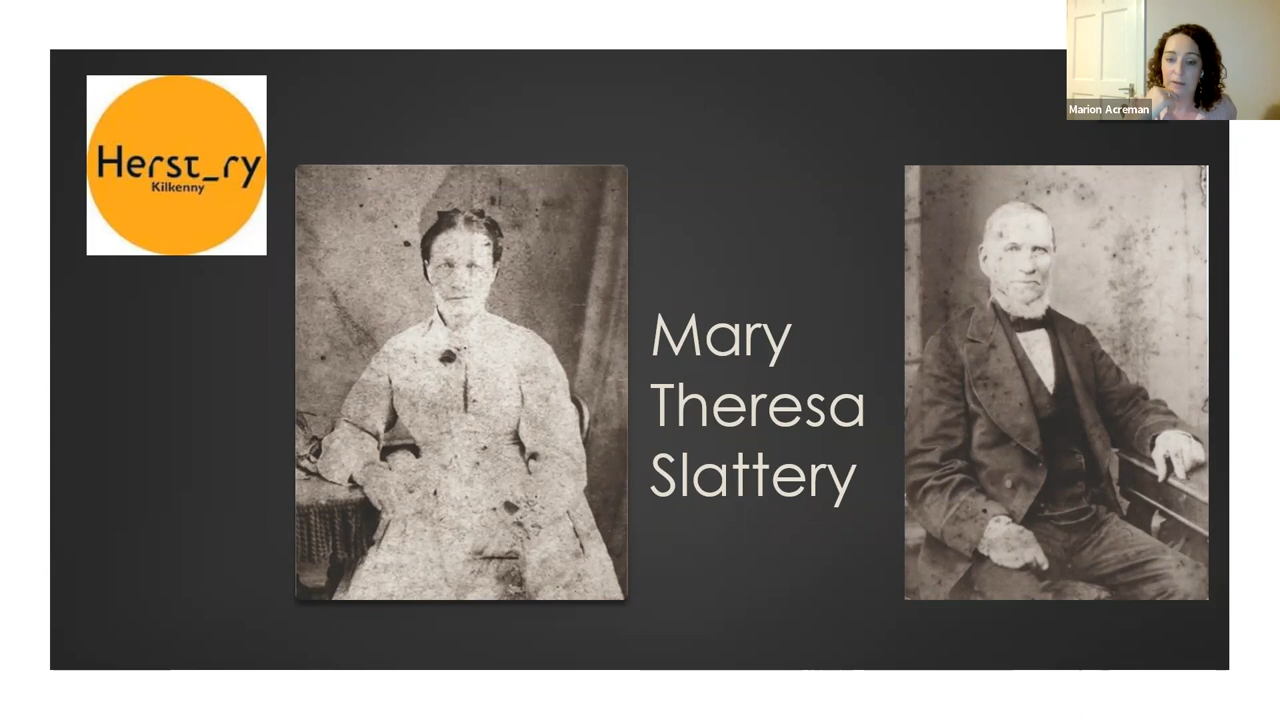 Marion Acreman
Herst_ry
Kilkenny
Mary
Theresa
Slattery